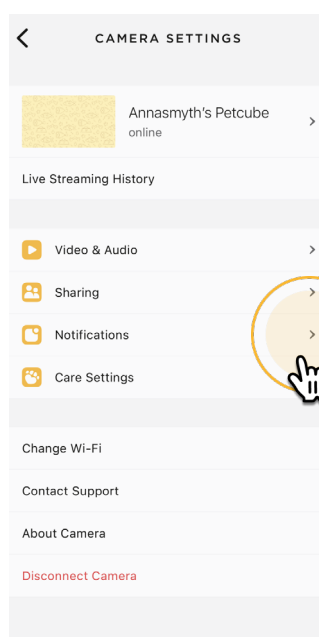 CAMERA SETTINGS
Annasmyth's Petcube
online
Live Streaming History
Video & Audio
Sharing
Notifications
Care Settings
Change Wi-Fi
Contact Support
About Camera
Disconnect Camera